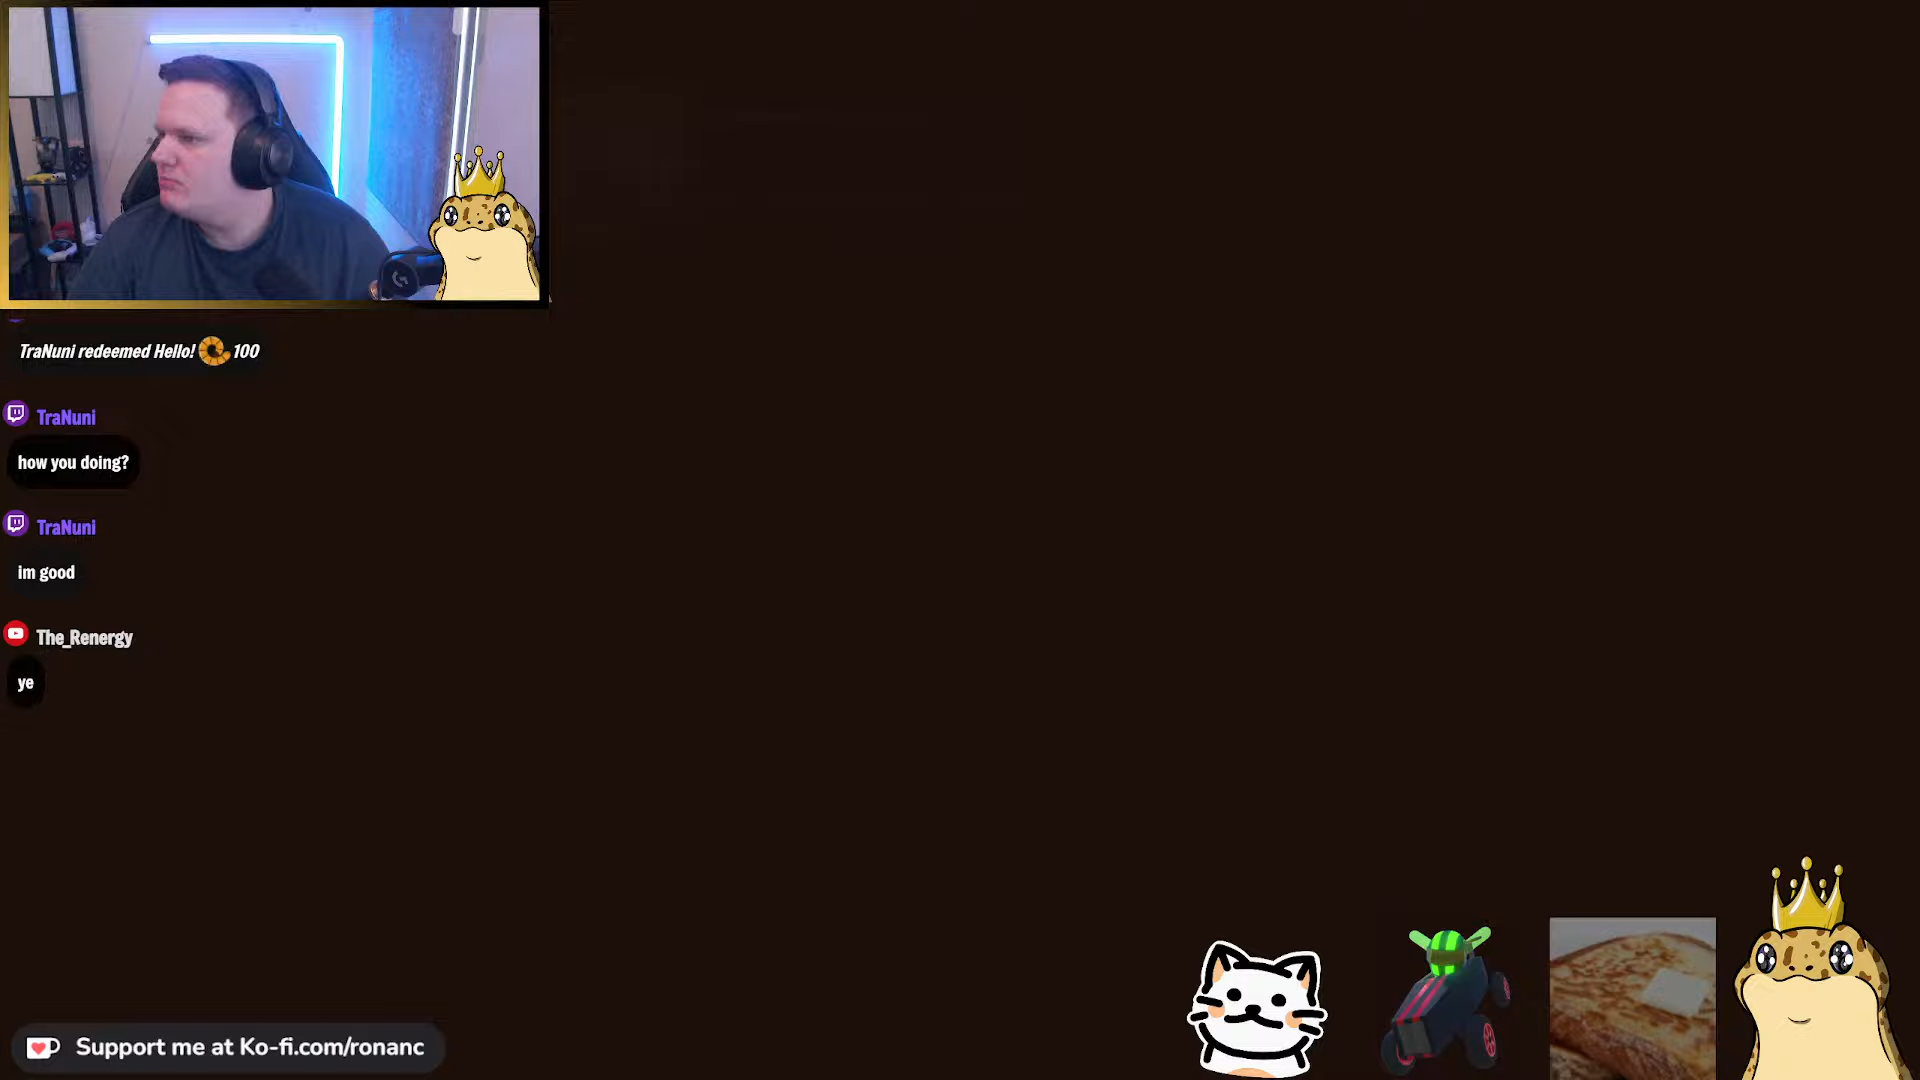 TraNuni redeemed Hello! 100
TraNuni
how you doing?
TraNuni
im good
The_Renergy
ye
Support me at Ko-fi.com/ronanc